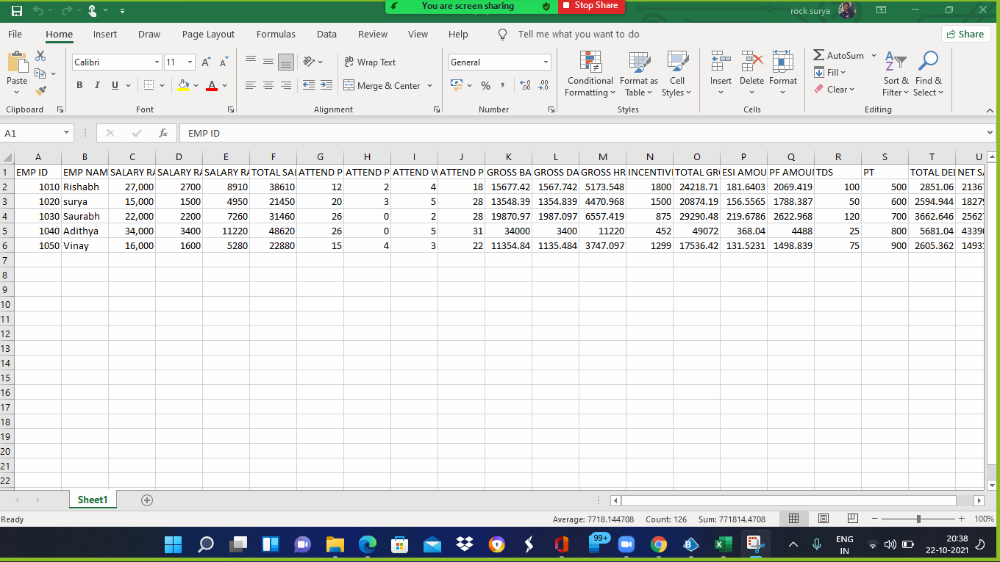 You are screen sharing Stop Share
rock surya
File Home Insert Draw Page Layout Formulas Data Review View Help Tell me what you want to do Share
Paste Calibri 11 B I U Wrap Text Merge & Center General % Conditional Formatting Format as Table Cell Styles Insert Delete Format AutoSum Fill Clear Sort & Filter Find & Select
Clipboard Font Alignment Number Styles Cells Editing
A1 fx EMP ID
A B C D E F G H I J K L M N O P Q R S T U
1 EMP ID EMP NAM SALARY RA SALARY RA SALARY RA TOTAL SAL ATTEND P ATTEND P ATTEND W ATTEND P GROSS BA GROSS DA GROSS HR INCENTIV TOTAL GR ESI AMOU PF AMOU TDS PT TOTAL DE NET SA
2 1010 Rishabh 27,000 2700 8910 38610 12 2 4 18 15677.42 1567.742 5173.548 1800 24218.71 181.6403 2069.419 100 500 2851.06 2136
3 1020 surya 15,000 1500 4950 21450 20 3 5 28 13548.39 1354.839 4470.968 1500 20874.19 156.5565 1788.387 50 600 2594.944 1827
4 1030 Saurabh 22,000 2200 7260 31460 26 0 2 28 19870.97 1987.097 6557.419 875 29290.48 219.6786 2622.968 120 700 3662.646 2562
5 1040 Adithya 34,000 3400 11220 48620 26 0 5 31 34000 3400 11220 452 49072 368.04 4488 25 800 5681.04 4339
6 1050 Vinay 16,000 1600 5280 22880 15 4 3 22 11354.84 1135.484 3747.097 1299 17536.42 131.5231 1498.839 75 900 2605.362 1493
7
8
9
10
11
12
13
14
15
16
17
18
19
20
21
22
Sheet1
Ready Average: 7718.144708 Count: 126 Sum: 771814.4708 100%
99+ ENG 20:38
IN 22-10-2021